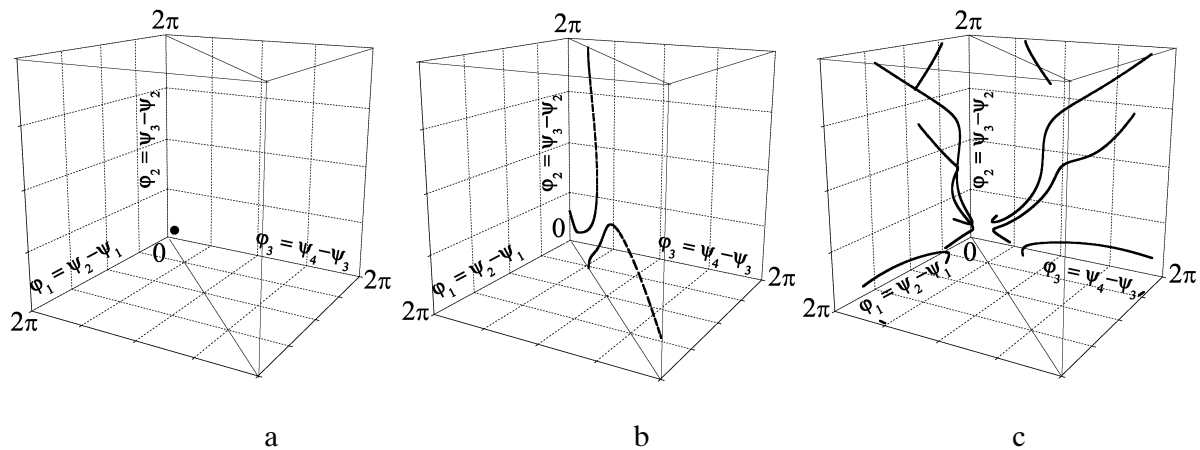 2π
φ₂ = ψ₃–ψ₂
0
φ₁ = ψ₂–ψ₁
φ₃ = ψ₄–ψ₃
2π
2π
a
2π
φ₂ = ψ₃–ψ₂
0
φ₁ = ψ₂–ψ₁
φ₃ = ψ₄–ψ₃
2π
2π
b
2π
φ₂ = ψ₃–ψ₂
0
φ₁ = ψ₂–ψ₁
φ₃ = ψ₄–ψ₃
2π
2π
c